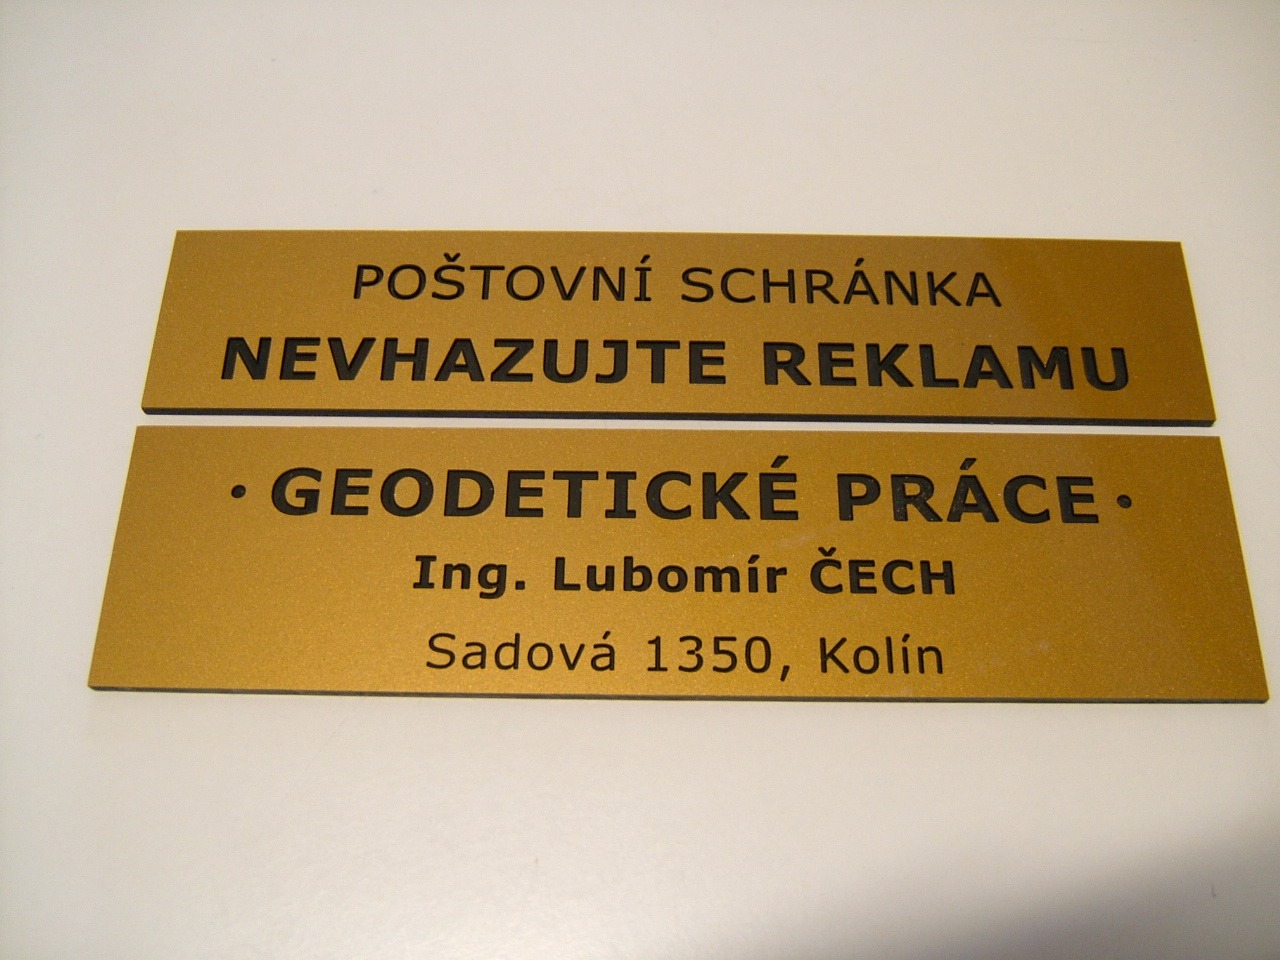 POŠTOVNÍ SCHRÁNKA
NEVHAZUJTE REKLAMU
• GEODETICKÉ PRÁCE •
Ing. Lubomír ČECH
Sadová 1350, Kolín